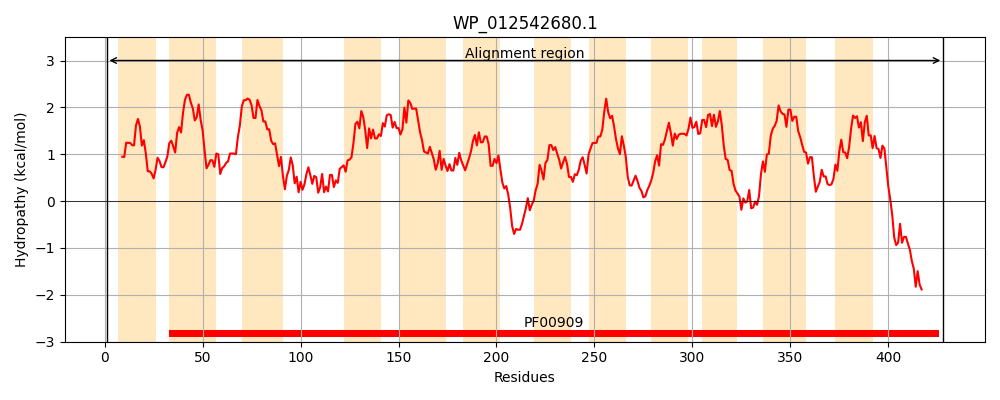 WP_012542680.1
Alignment region
3
2
1
0
−1
−2
−3
Hydropathy (kcal/mol)
PF00909
0 50 100 150 200 250 300 350 400
Residues